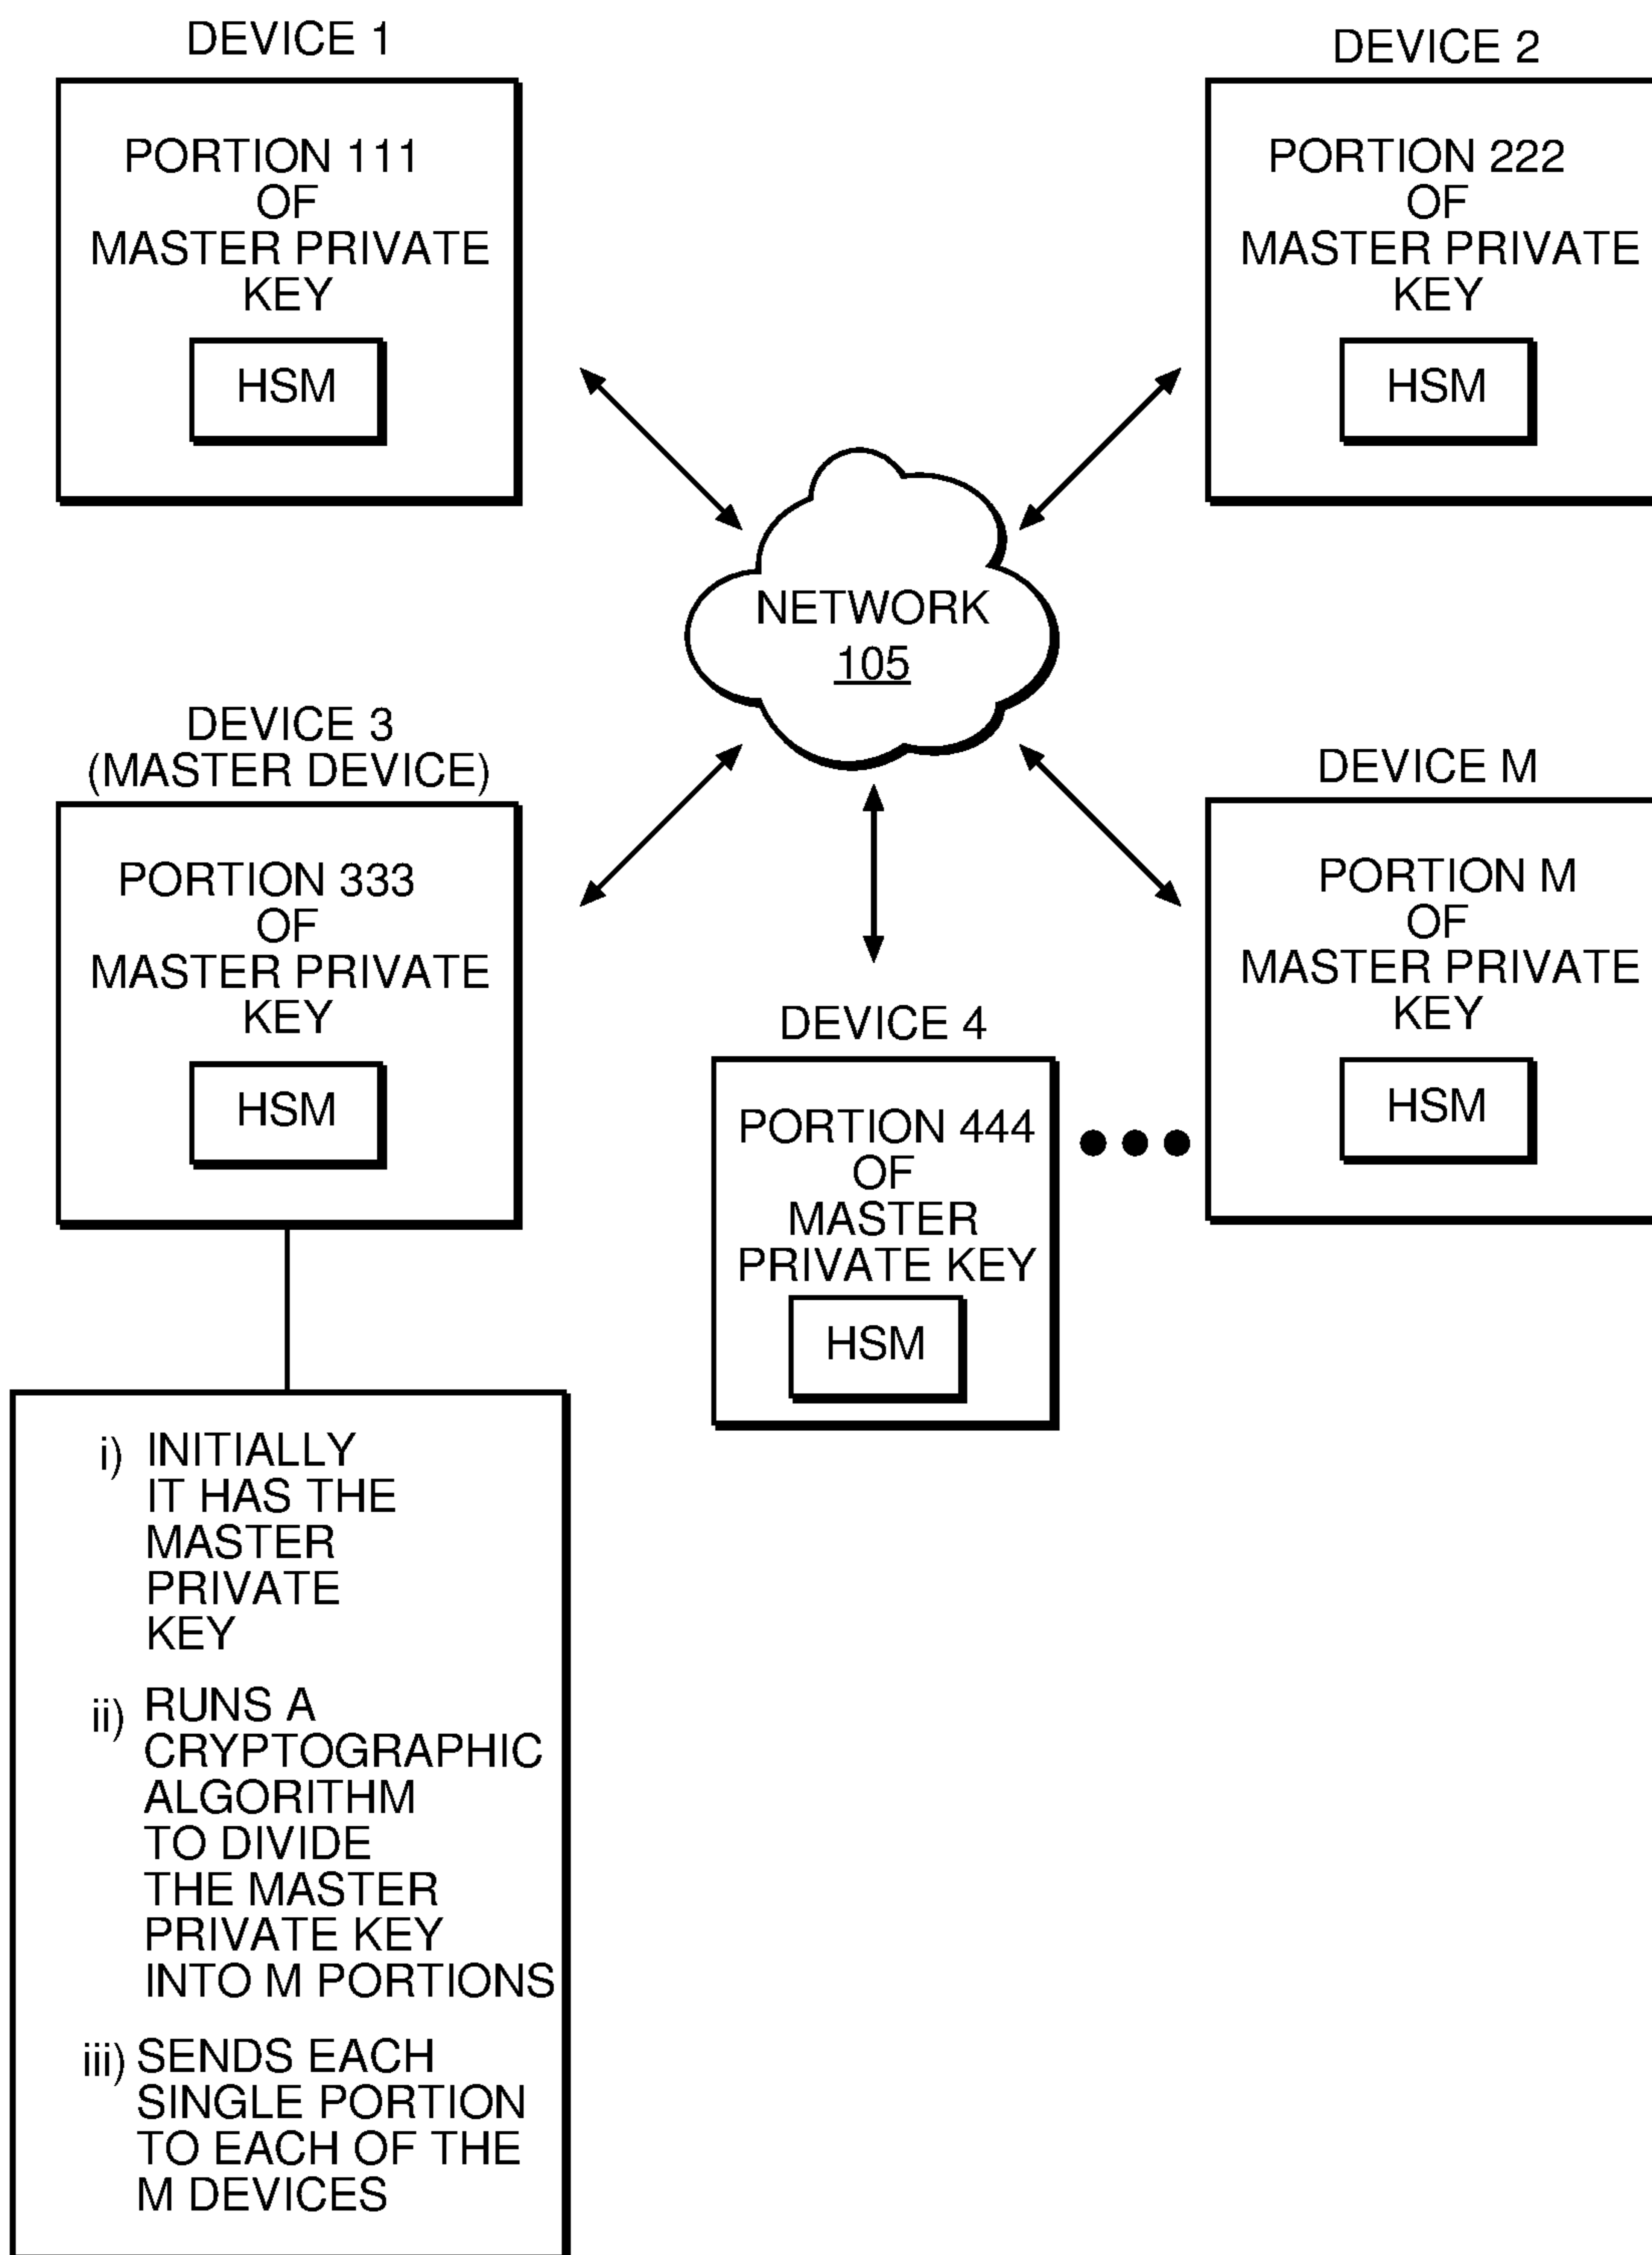 DEVICE 1
PORTION 111
OF
MASTER PRIVATE
KEY
HSM
DEVICE 2
PORTION 222
OF
MASTER PRIVATE
KEY
HSM
NETWORK
105
DEVICE 3
(MASTER DEVICE)
PORTION 333
OF
MASTER PRIVATE
KEY
HSM
DEVICE 4
PORTION 444
OF
MASTER
PRIVATE KEY
HSM
DEVICE M
PORTION M
OF
MASTER PRIVATE
KEY
HSM
i) INITIALLY
IT HAS THE
MASTER
PRIVATE
KEY
ii) RUNS A
CRYPTOGRAPHIC
ALGORITHM
TO DIVIDE
THE MASTER
PRIVATE KEY
INTO M PORTIONS
iii) SENDS EACH
SINGLE PORTION
TO EACH OF THE
M DEVICES